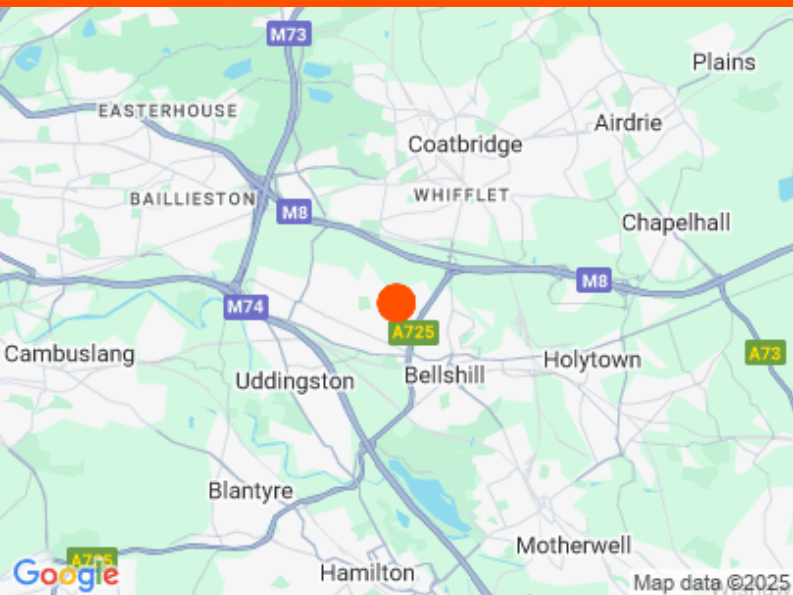 M73
Plains
EASTERHOUSE
Airdrie
Coatbridge
WHIFFLET
BAILLIESTON
M8
Chapelhall
M8
M74
A725
Cambuslang
Holytown
A73
Uddingston
Bellshill
Blantyre
Motherwell
A725
Google
Hamilton
Map data ©2025